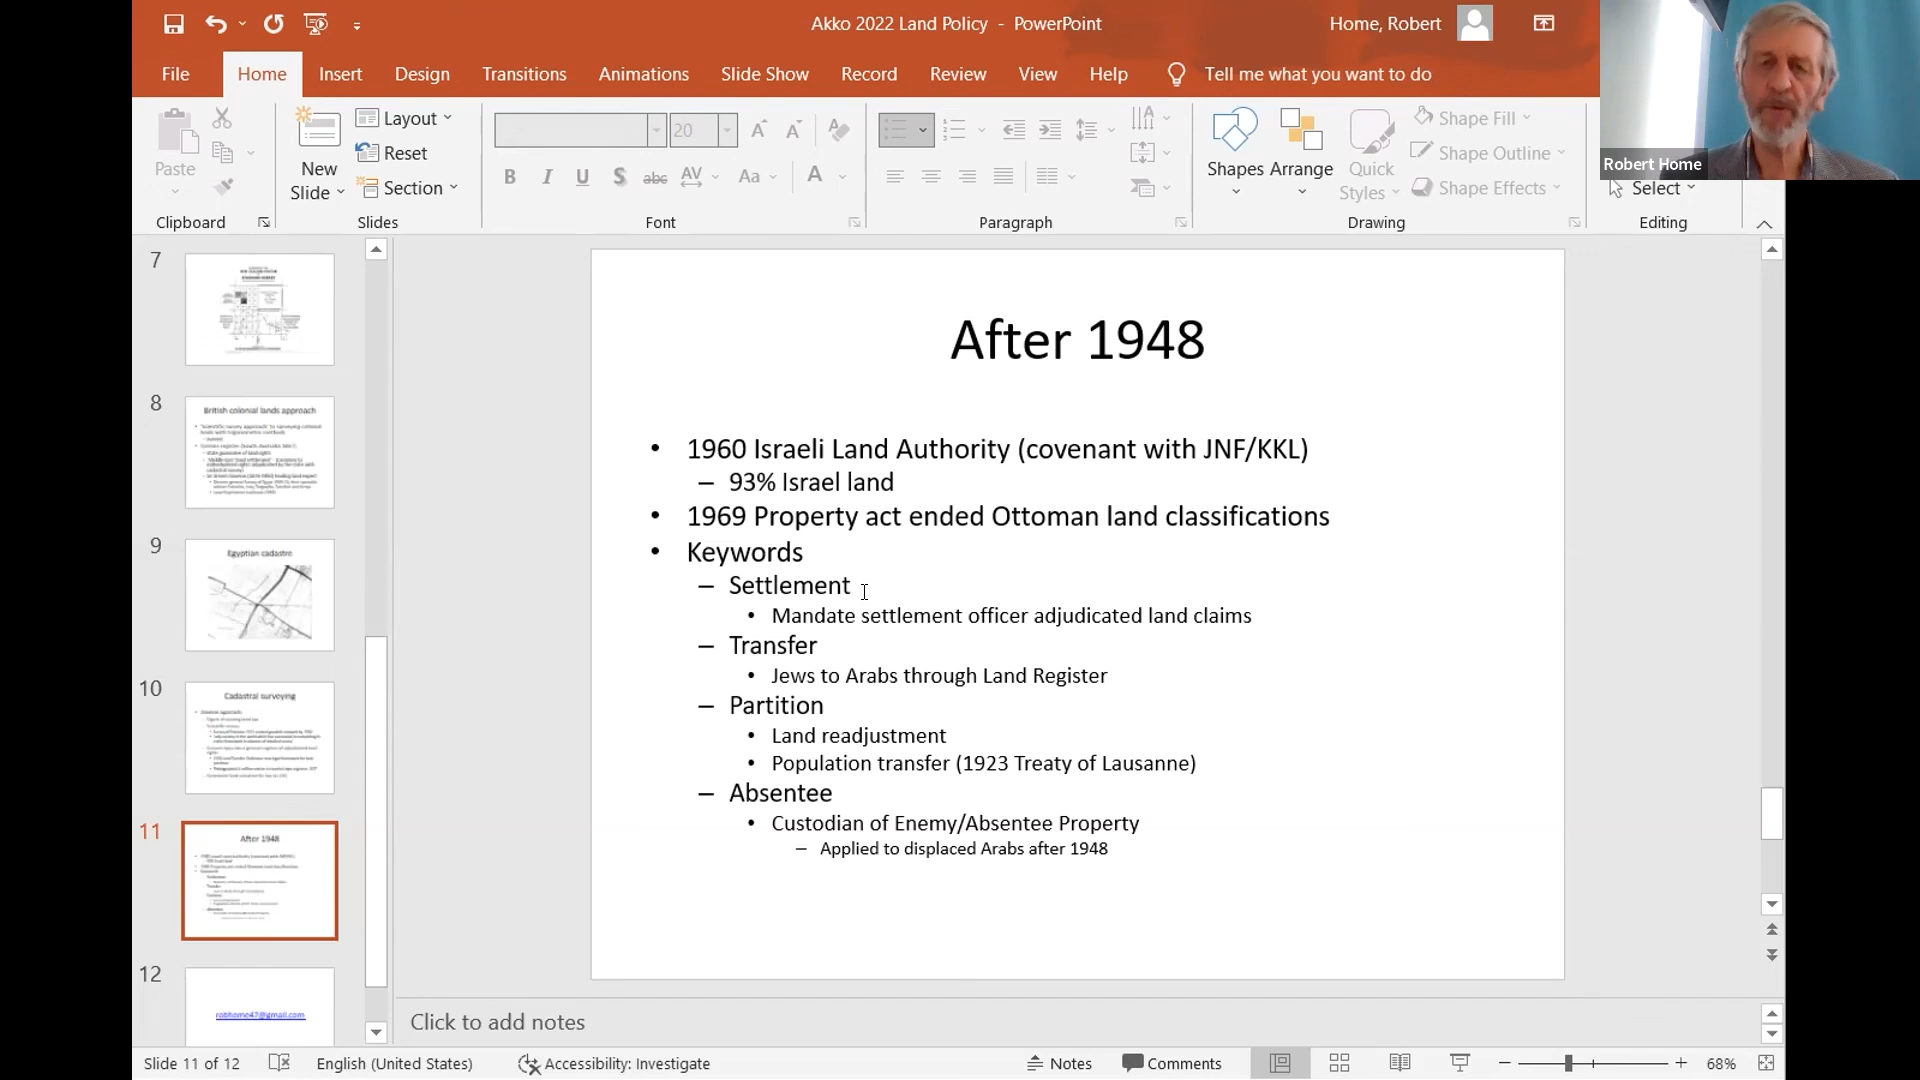 Akko 2022 Land Policy - PowerPoint
Home, Robert
File Home Insert Design Transitions Animations Slide Show Record Review View Help Tell me what you want to do
Paste
Clipboard
New Slide
Layout
Reset
Section
Slides
20
B I U S abc AV Aa A
Font
Paragraph
Shapes
Arrange
Quick Styles
Shape Fill
Shape Outline
Shape Effects
Drawing
Select
Editing
Robert Home
7
8
British colonial lands approach
9
Egyptian cadastre
10
Cadastral surveying
11
After 1948
12
robhome47@gmail.com
After 1948
• 1960 Israeli Land Authority (covenant with JNF/KKL)
– 93% Israel land
• 1969 Property act ended Ottoman land classifications
• Keywords
– Settlement
• Mandate settlement officer adjudicated land claims
– Transfer
• Jews to Arabs through Land Register
– Partition
• Land readjustment
• Population transfer (1923 Treaty of Lausanne)
– Absentee
• Custodian of Enemy/Absentee Property
– Applied to displaced Arabs after 1948
Click to add notes
Slide 11 of 12
English (United States)
Accessibility: Investigate
Notes
Comments
68%